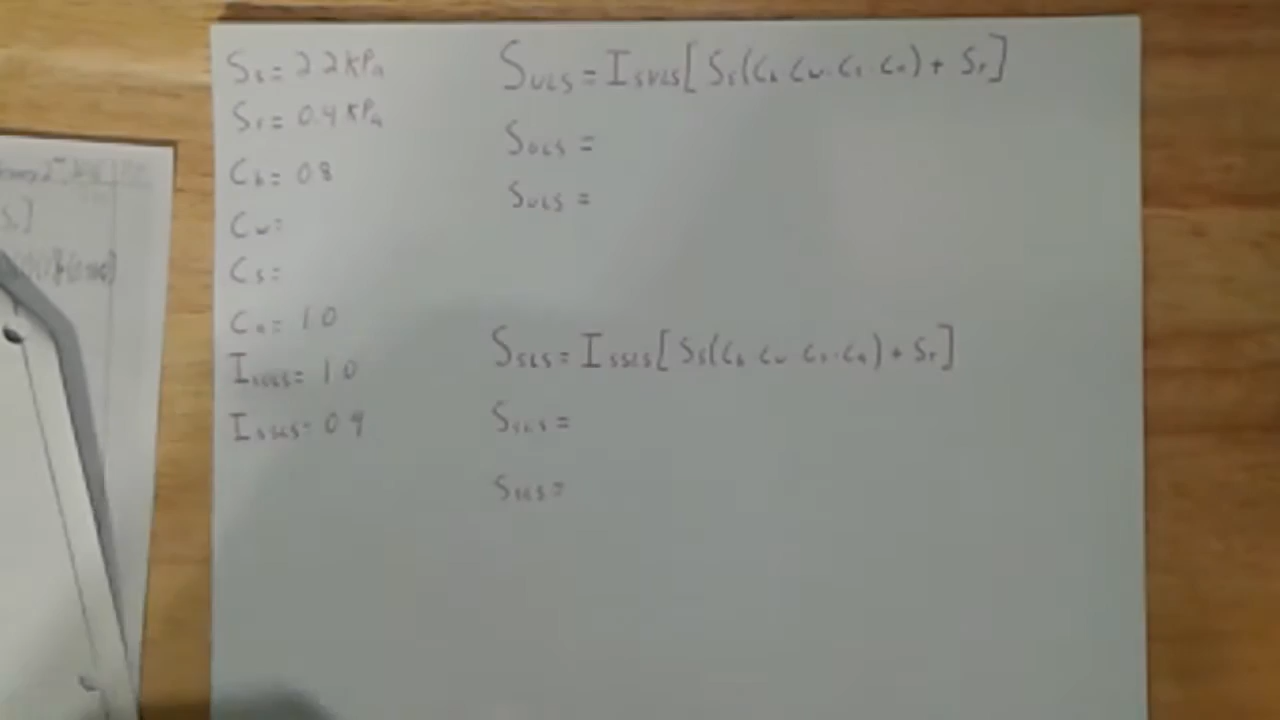 Ss = 2.2 kPa
Sr = 0.4 kPa
Cb = 0.8
Cw =
Cs =
Ca = 1.0
Isuls = 1.0
Issls = 0.9
SULS = ISULS[Ss(Cb·Cw·Cs·Ca) + Sr]
SULS =
SULS =
SSLS = ISSLS[Ss(Cb·Cw·Cs·Ca) + Sr]
SSLS =
SSLS =